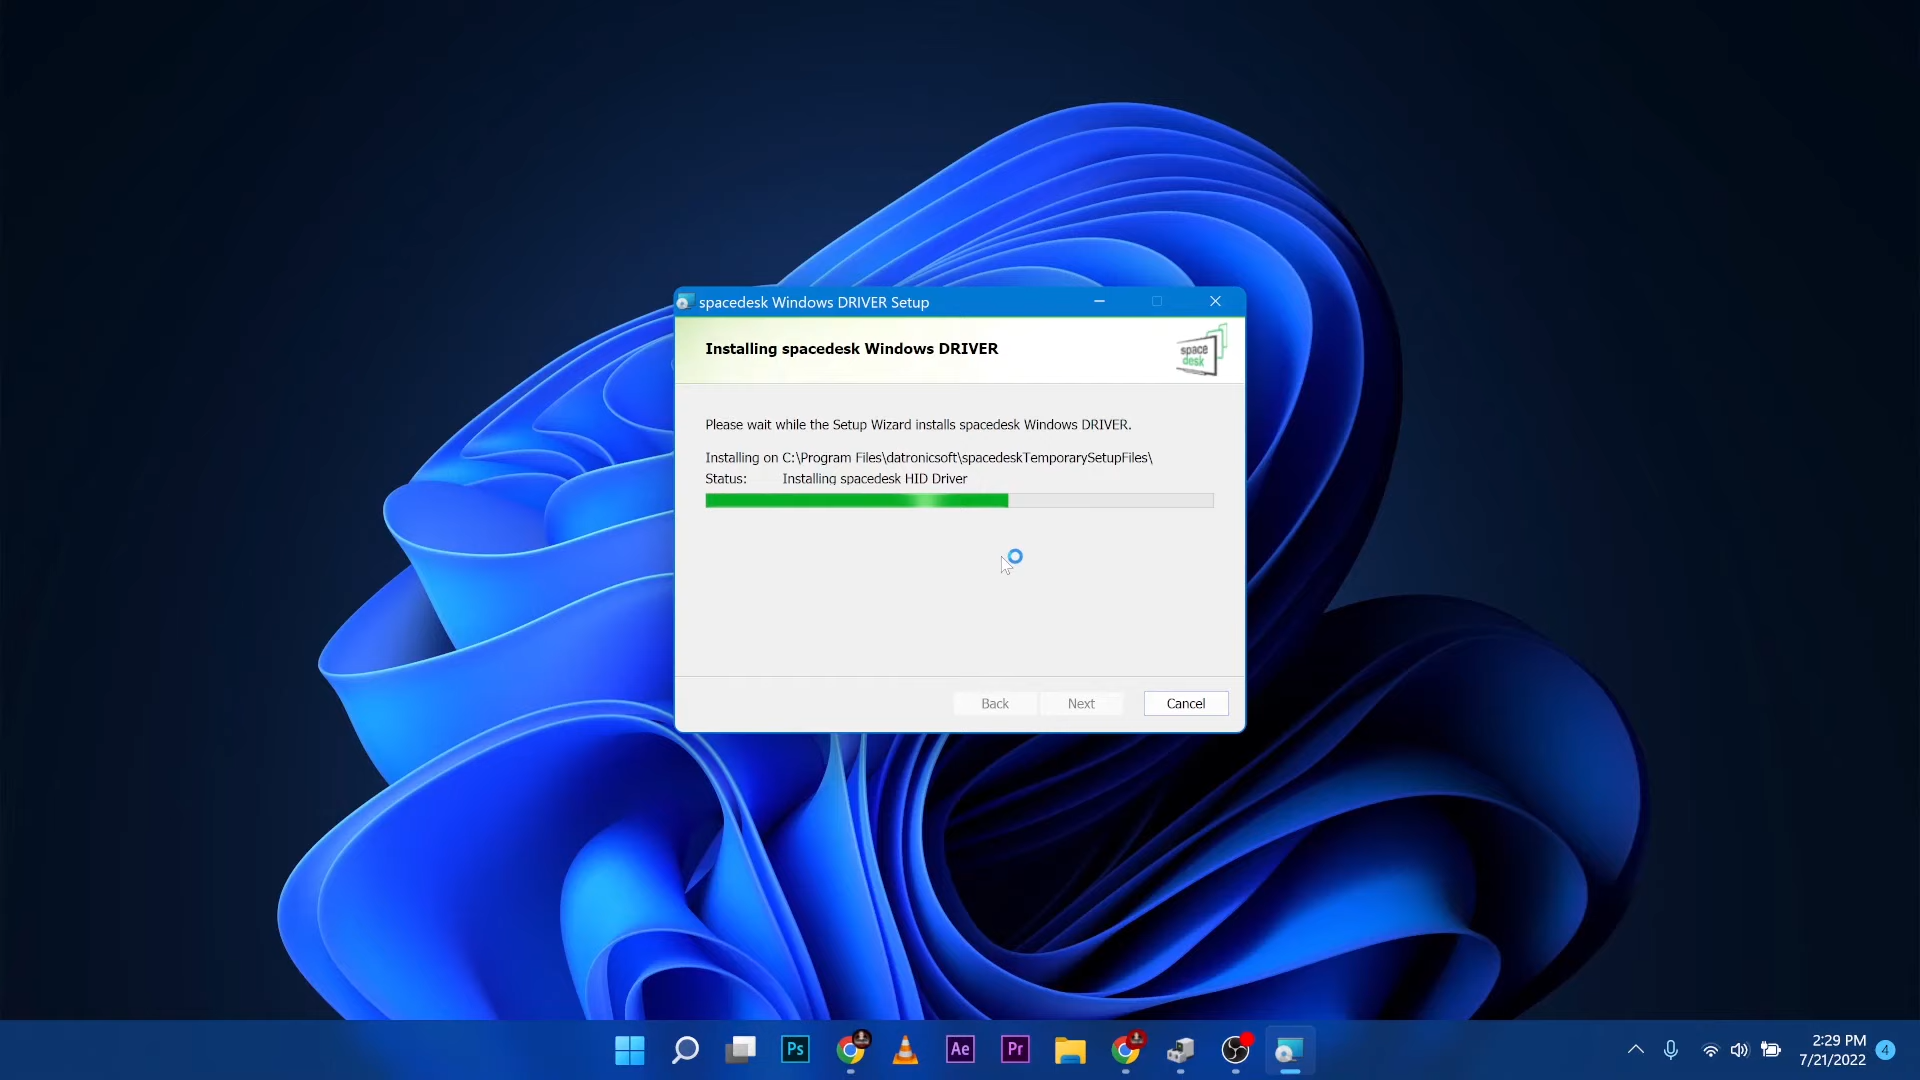 spacedesk Windows DRIVER Setup
Installing spacedesk Windows DRIVER
space
desk
Please wait while the Setup Wizard installs spacedesk Windows DRIVER.
Installing on C:\Program Files\datronicsoft\spacedeskTemporarySetupFiles\
Status: Installing spacedesk HID Driver
Back Next Cancel
Ps Ae Pr
2:29 PM
7/21/2022
4